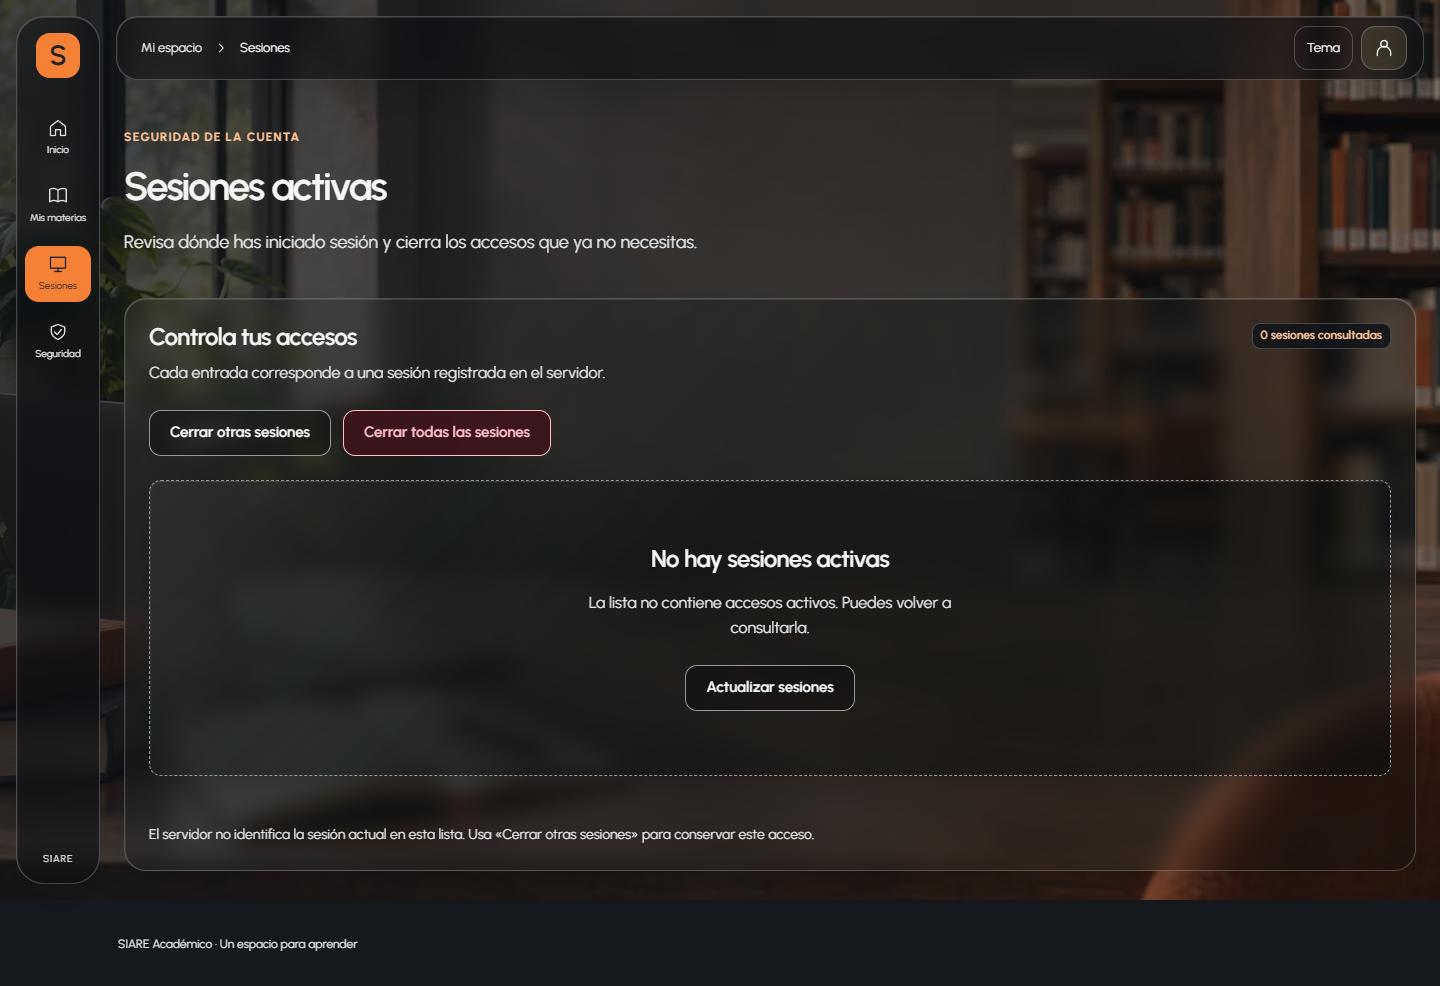 S
Mi espacio
Sesiones
Tema
Inicio
Mis materias
Sesiones
Seguridad
SIARE
SEGURIDAD DE LA CUENTA
Sesiones activas
Revisa dónde has iniciado sesión y cierra los accesos que ya no necesitas.
Controla tus accesos
0 sesiones consultadas
Cada entrada corresponde a una sesión registrada en el servidor.
Cerrar otras sesiones
Cerrar todas las sesiones
No hay sesiones activas
La lista no contiene accesos activos. Puedes volver a
consultarla.
Actualizar sesiones
El servidor no identifica la sesión actual en esta lista. Usa «Cerrar otras sesiones» para conservar este acceso.
SIARE Académico · Un espacio para aprender